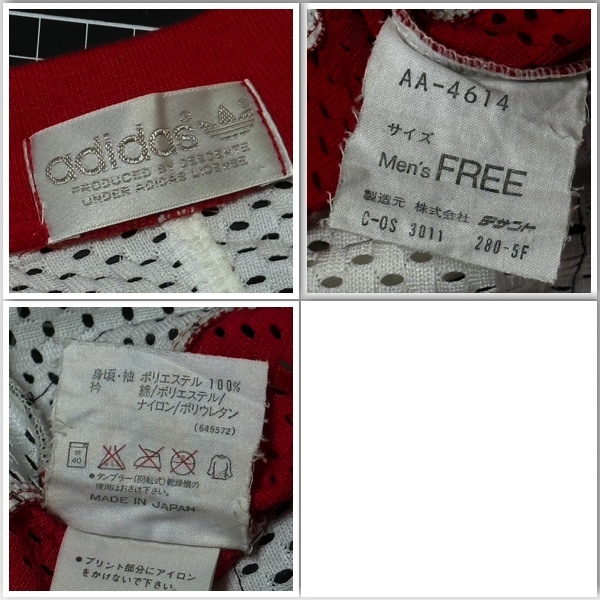 adidas®
PRODUCED BY DESCENTE
UNDER ADIDAS LICENSE
AA-4614
サイズ
Men's FREE
製造元 株式会社 デサント
C-OS 3011 280-5F
身頃・袖 ポリエステル 100%
衿 綿/ポリエステル/
ナイロン/ポリウレタン
(645572)
40
●タンブラー(回転式)乾燥機の
使用はおさけ下さい。
MADE IN JAPAN
●プリント部分にアイロン
をかけないで下さい。